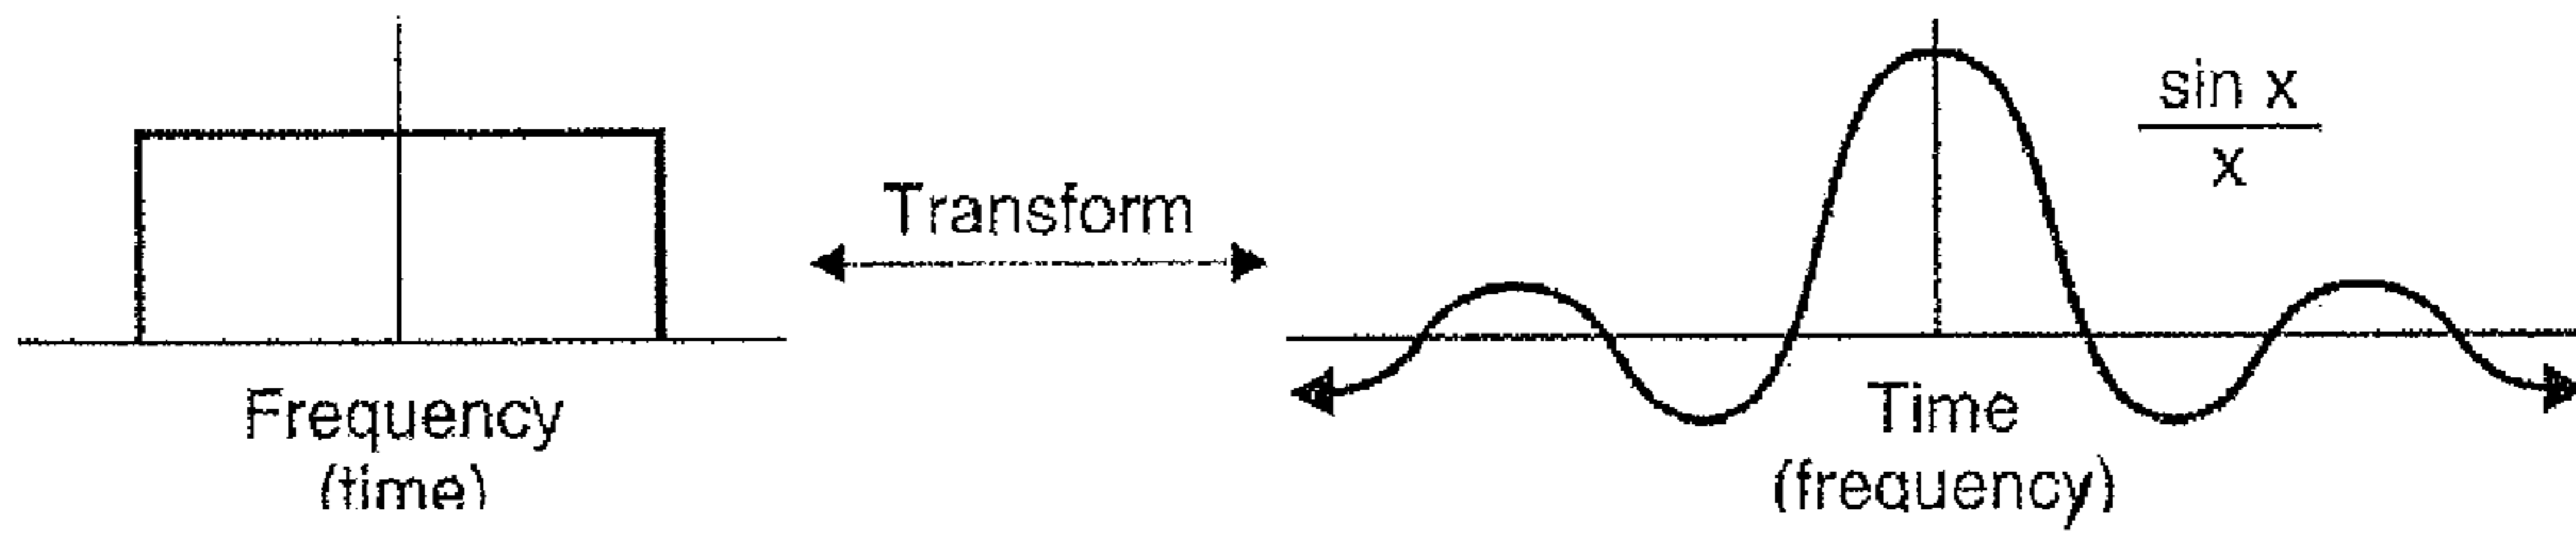 Frequency
(time)
Transform
sin x
x
Time
(frequency)